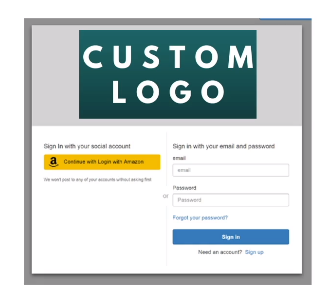 CUSTOM
LOGO
Sign In with your social account
a Continue with Login with Amazon
We won't post to any of your accounts without asking first
or
Sign in with your email and password
email
email
Password
Password
Forgot your password?
Sign in
Need an account? Sign up